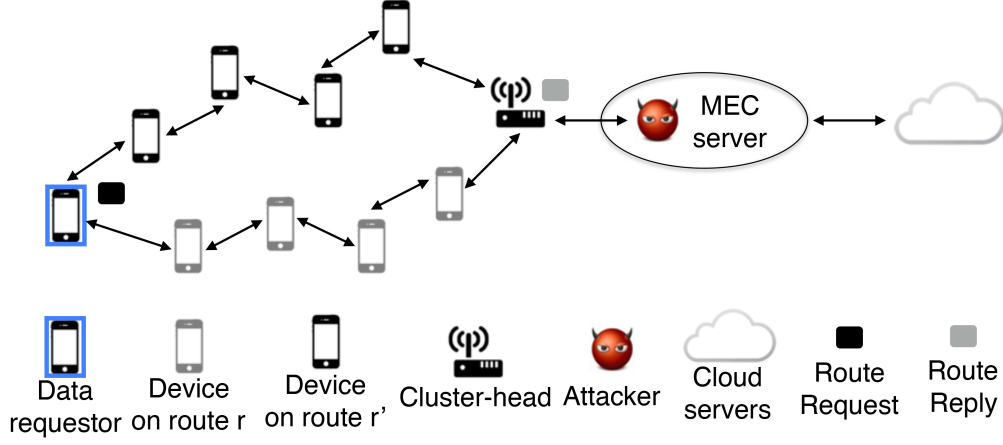 MEC
server
Data
requestor
Device
on route r
Device
on route r’
Cluster-head
Attacker
Cloud
servers
Route
Request
Route
Reply